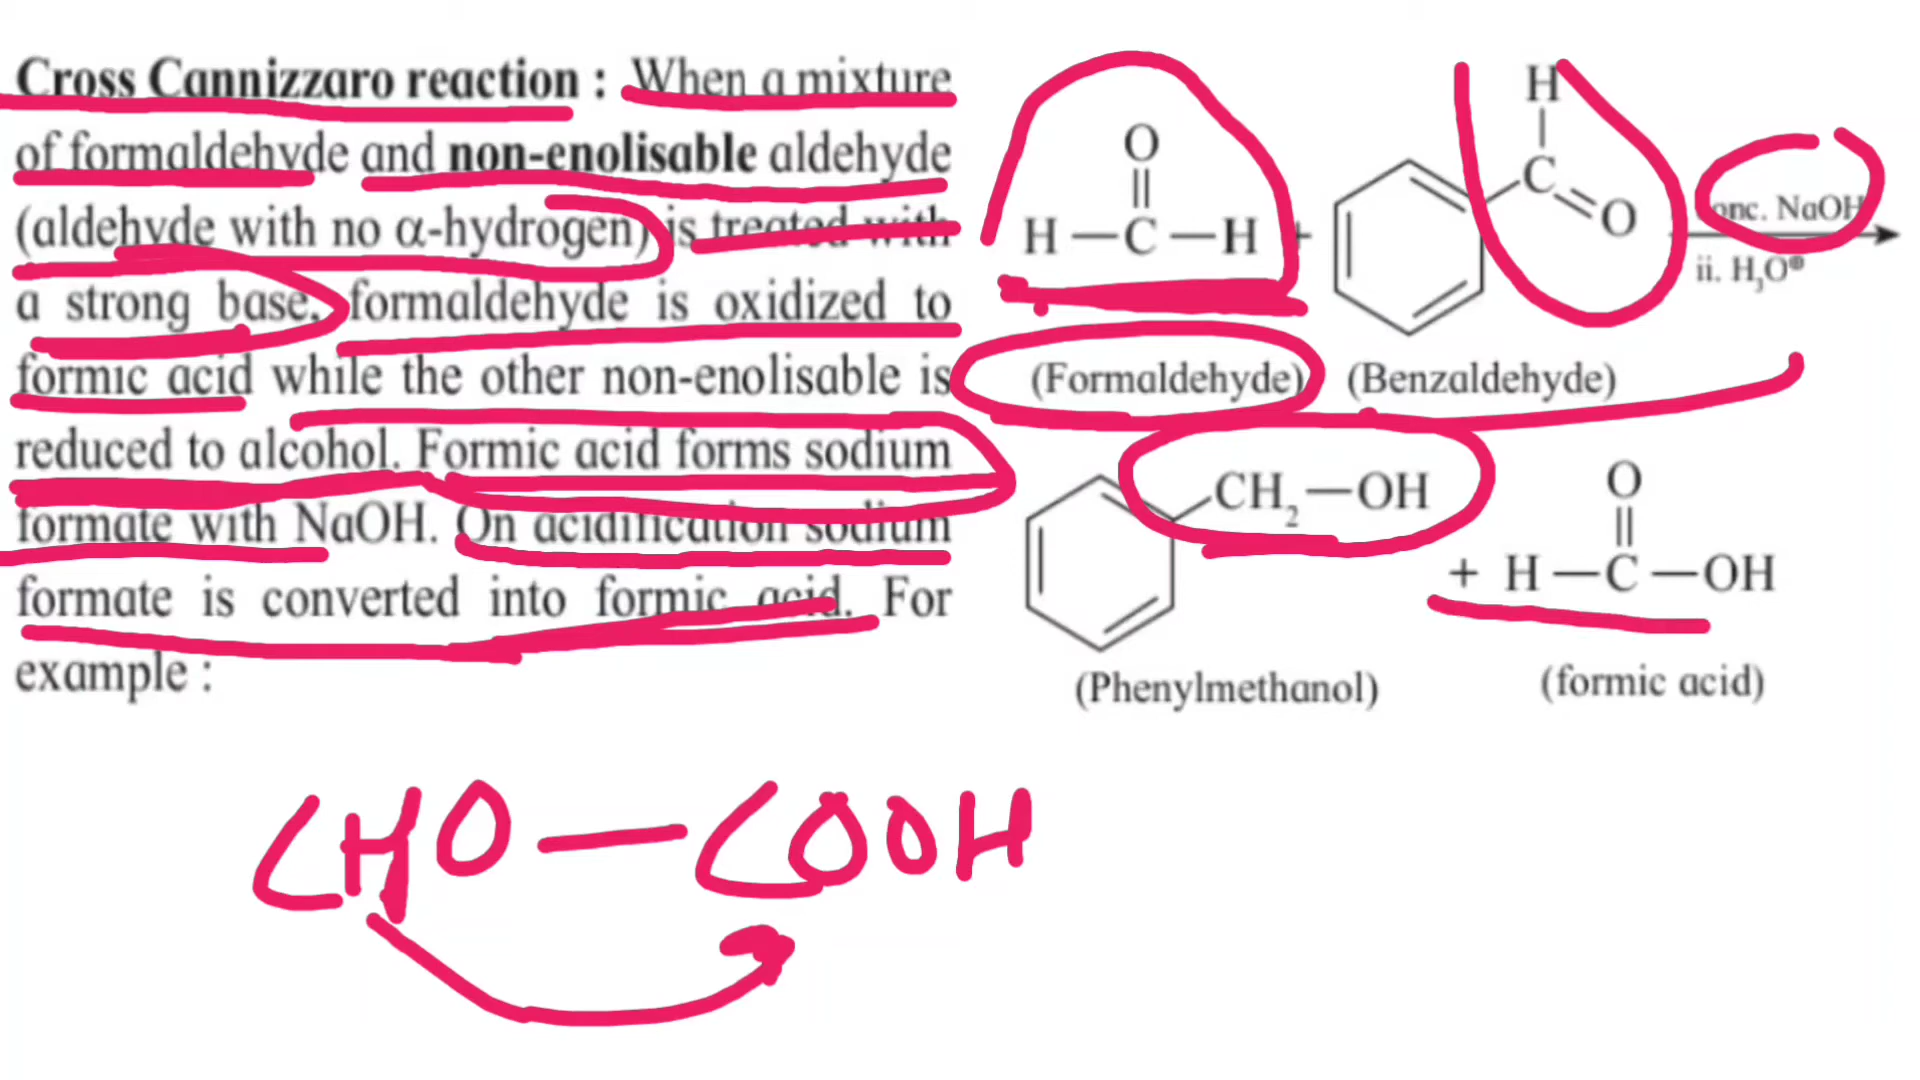 Cross Cannizzaro reaction : When a mixture
of formaldehyde and non-enolisable aldehyde
(aldehyde with no α-hydrogen) is treated with
a strong base, formaldehyde is oxidized to
formic acid while the other non-enolisable is
reduced to alcohol. Formic acid forms sodium
formate with NaOH. On acidification sodium
formate is converted into formic acid. For
example :
O
H—C—H +
H
C
O
conc. NaOH
ii. H₃O⊕
(Formaldehyde) (Benzaldehyde)
CH₂—OH
O
+ H—C—OH
(Phenylmethanol) (formic acid)
CHO — COOH